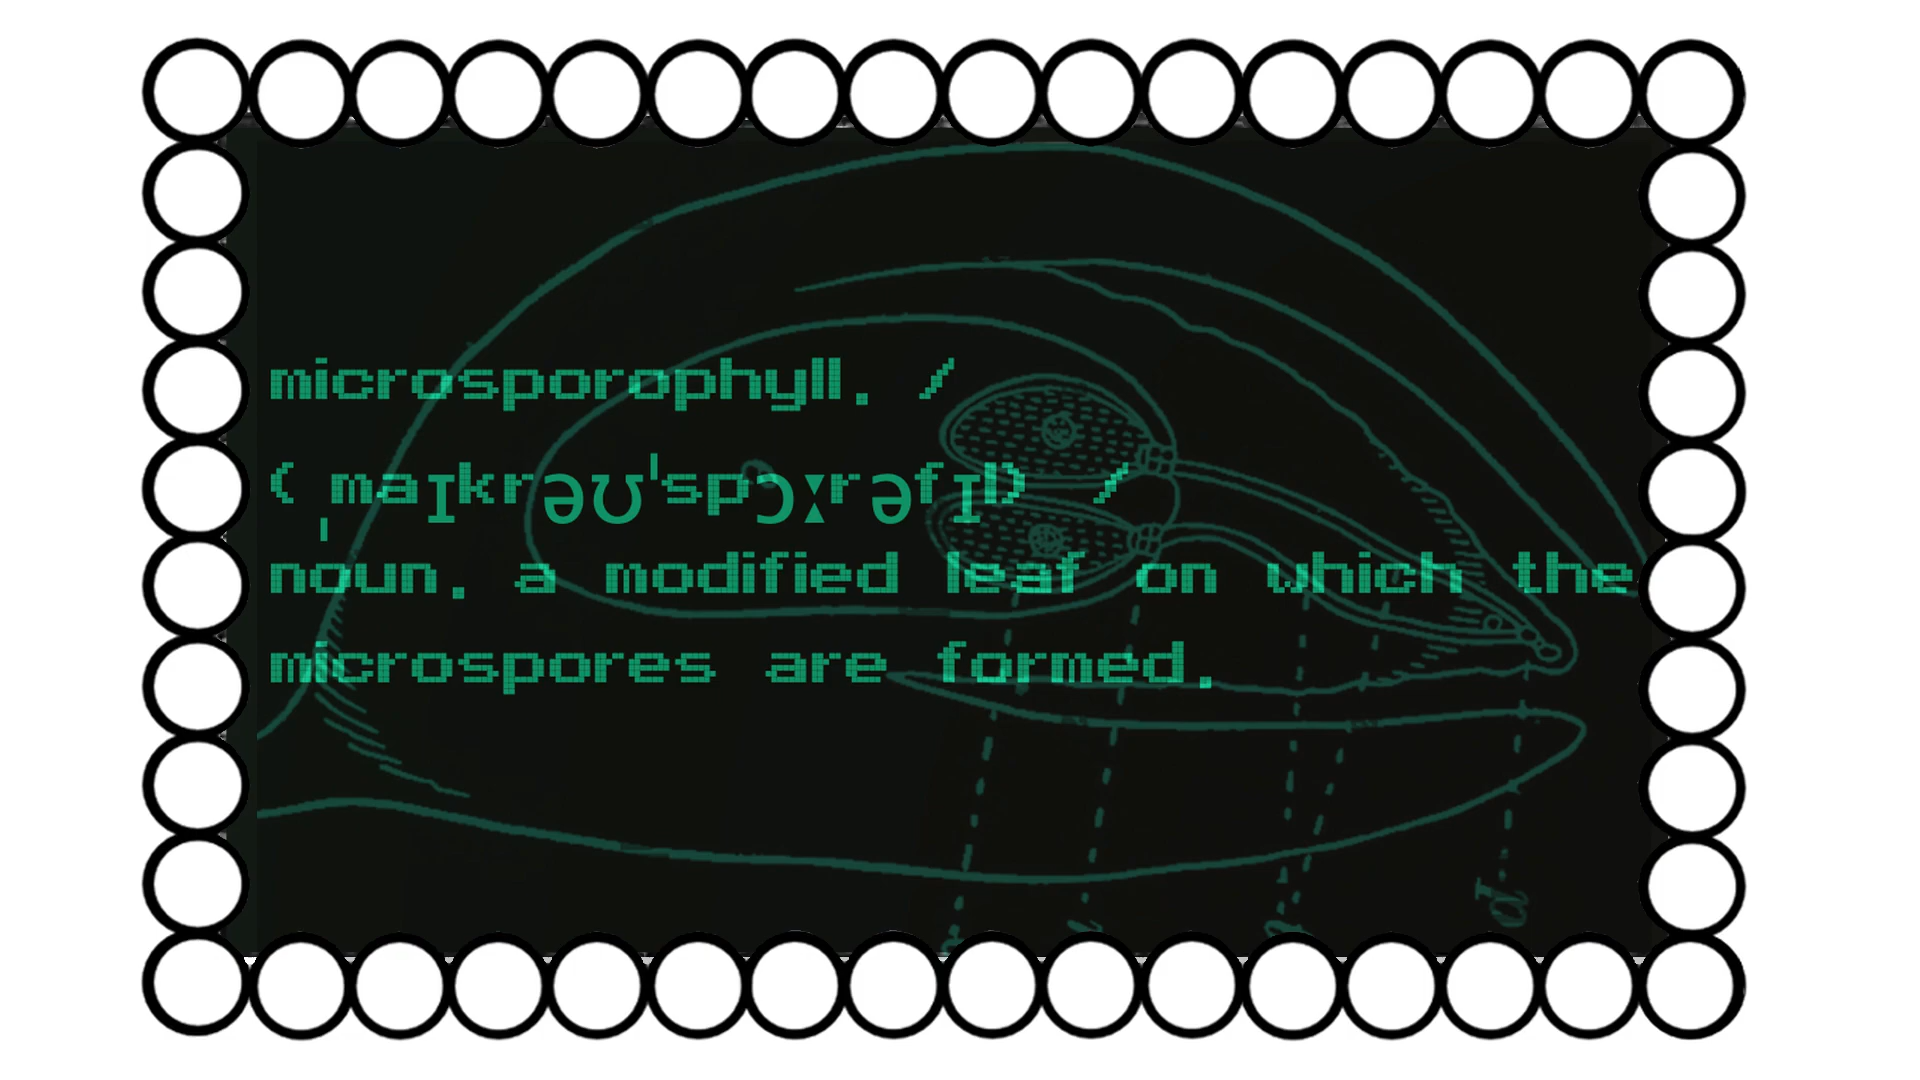 microsporophyll. /
(ˌmaɪkrəʊˈspɔːrəfɪl) /
noun. a modified leaf on which the
microspores are formed.
d